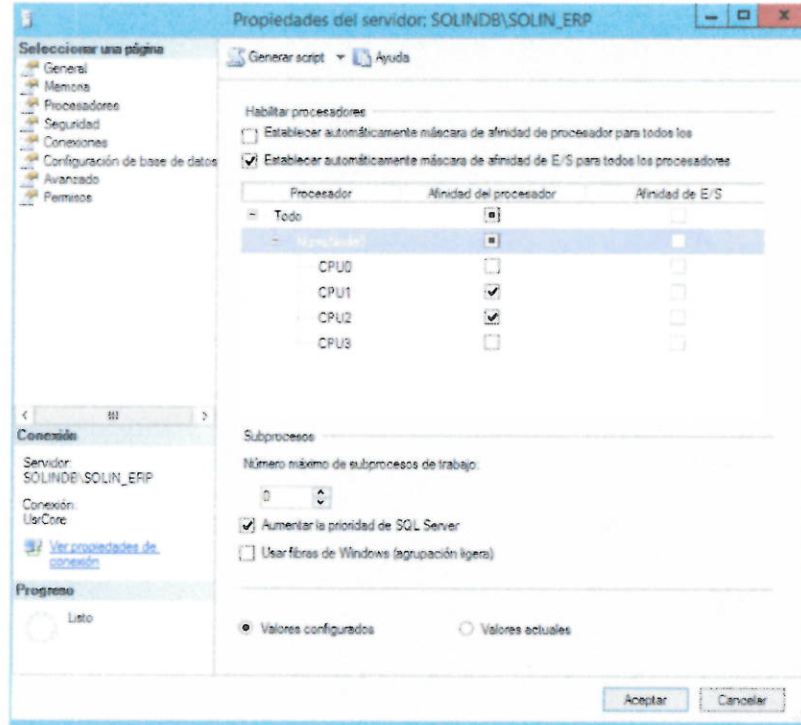 Propiedades del servidor: SOLINDB\SOLIN_ERP
Seleccionar una página
General
Memoria
Procesadores
Seguridad
Conexiones
Configuración de base de datos
Avanzado
Permisos
Generar script
Ayuda
Habilitar procesadores
Establecer automáticamente máscara de afinidad de procesador para todos los
Establecer automáticamente máscara de afinidad de E/S para todos los procesadores
Procesador Afinidad del procesador Afinidad de E/S
Todo
CPU0
CPU1
CPU2
CPU3
Conexión
Servidor:
SOLINDB\SOLIN_ERP
Conexión:
UsrCore
Ver propiedades de
conexión
Progreso
Listo
Subprocesos
Número máximo de subprocesos de trabajo:
0
Aumentar la prioridad de SQL Server
Usar fibras de Windows (agrupación ligera)
Valores configurados
Valores actuales
Aceptar
Cancelar